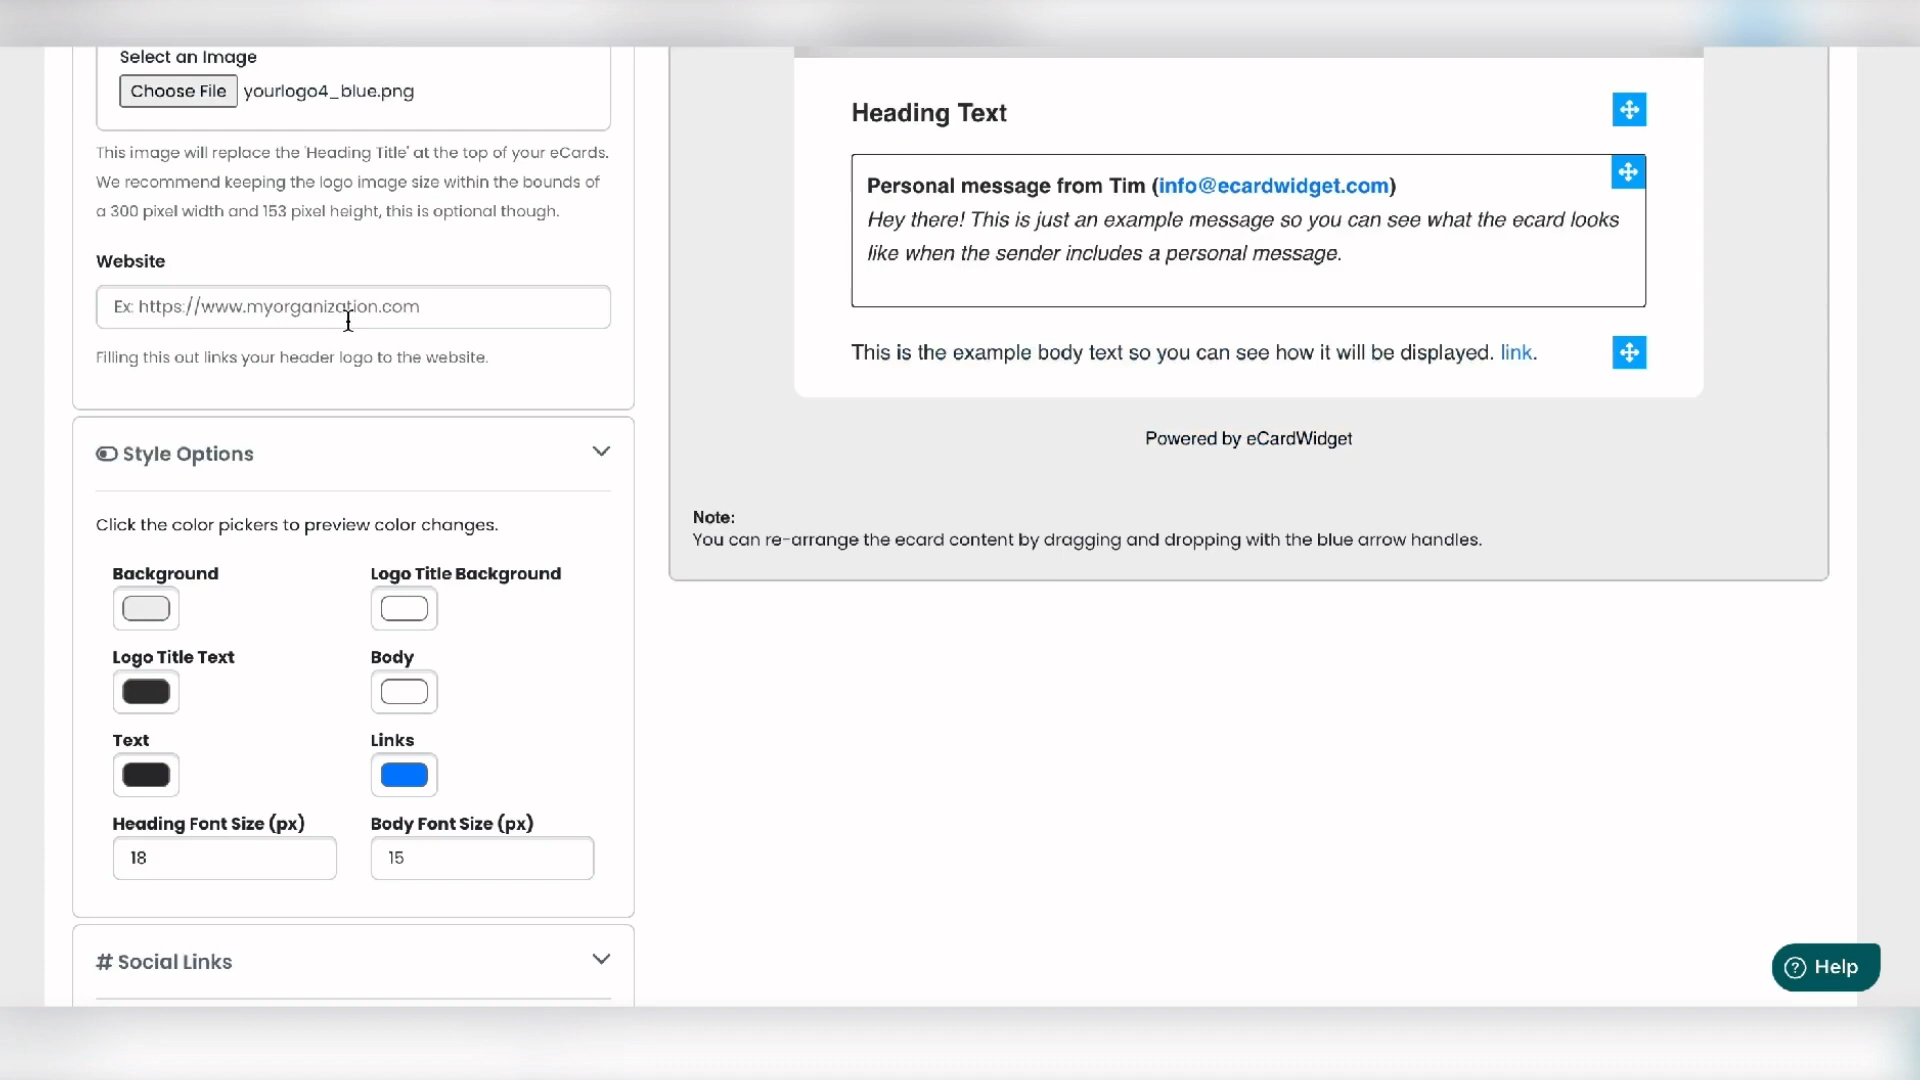 Select an Image
Choose File yourlogo4_blue.png
This image will replace the 'Heading Title' at the top of your eCards.
We recommend keeping the logo image size within the bounds of
a 300 pixel width and 153 pixel height, this is optional though.
Website
Ex: https://www.myorganization.com
Filling this out links your header logo to the website.
Style Options
Click the color pickers to preview color changes.
Background
Logo Title Background
Logo Title Text
Body
Text
Links
Heading Font Size (px)
Body Font Size (px)
18
15
# Social Links
Heading Text
Personal message from Tim (info@ecardwidget.com)
Hey there! This is just an example message so you can see what the ecard looks
like when the sender includes a personal message.
This is the example body text so you can see how it will be displayed. link.
Powered by eCardWidget
Note:
You can re-arrange the ecard content by dragging and dropping with the blue arrow handles.
? Help